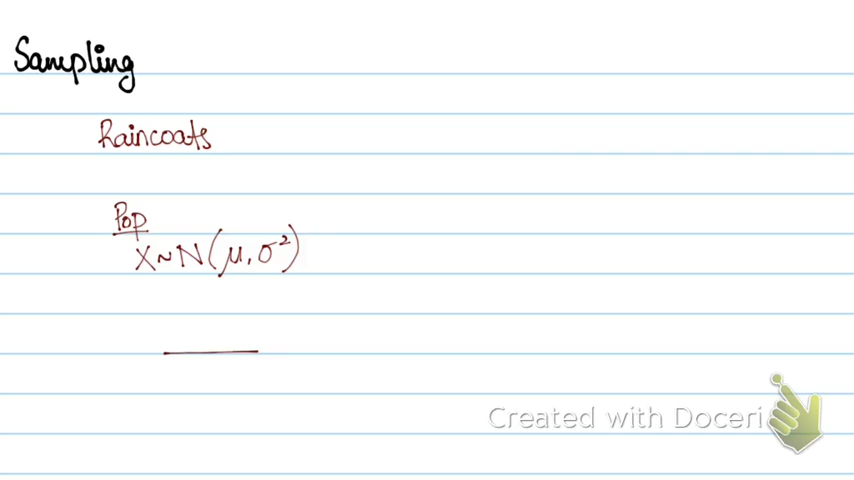 Sampling
Raincoats
Pop
X~N(μ, σ²)
Created with Doceri